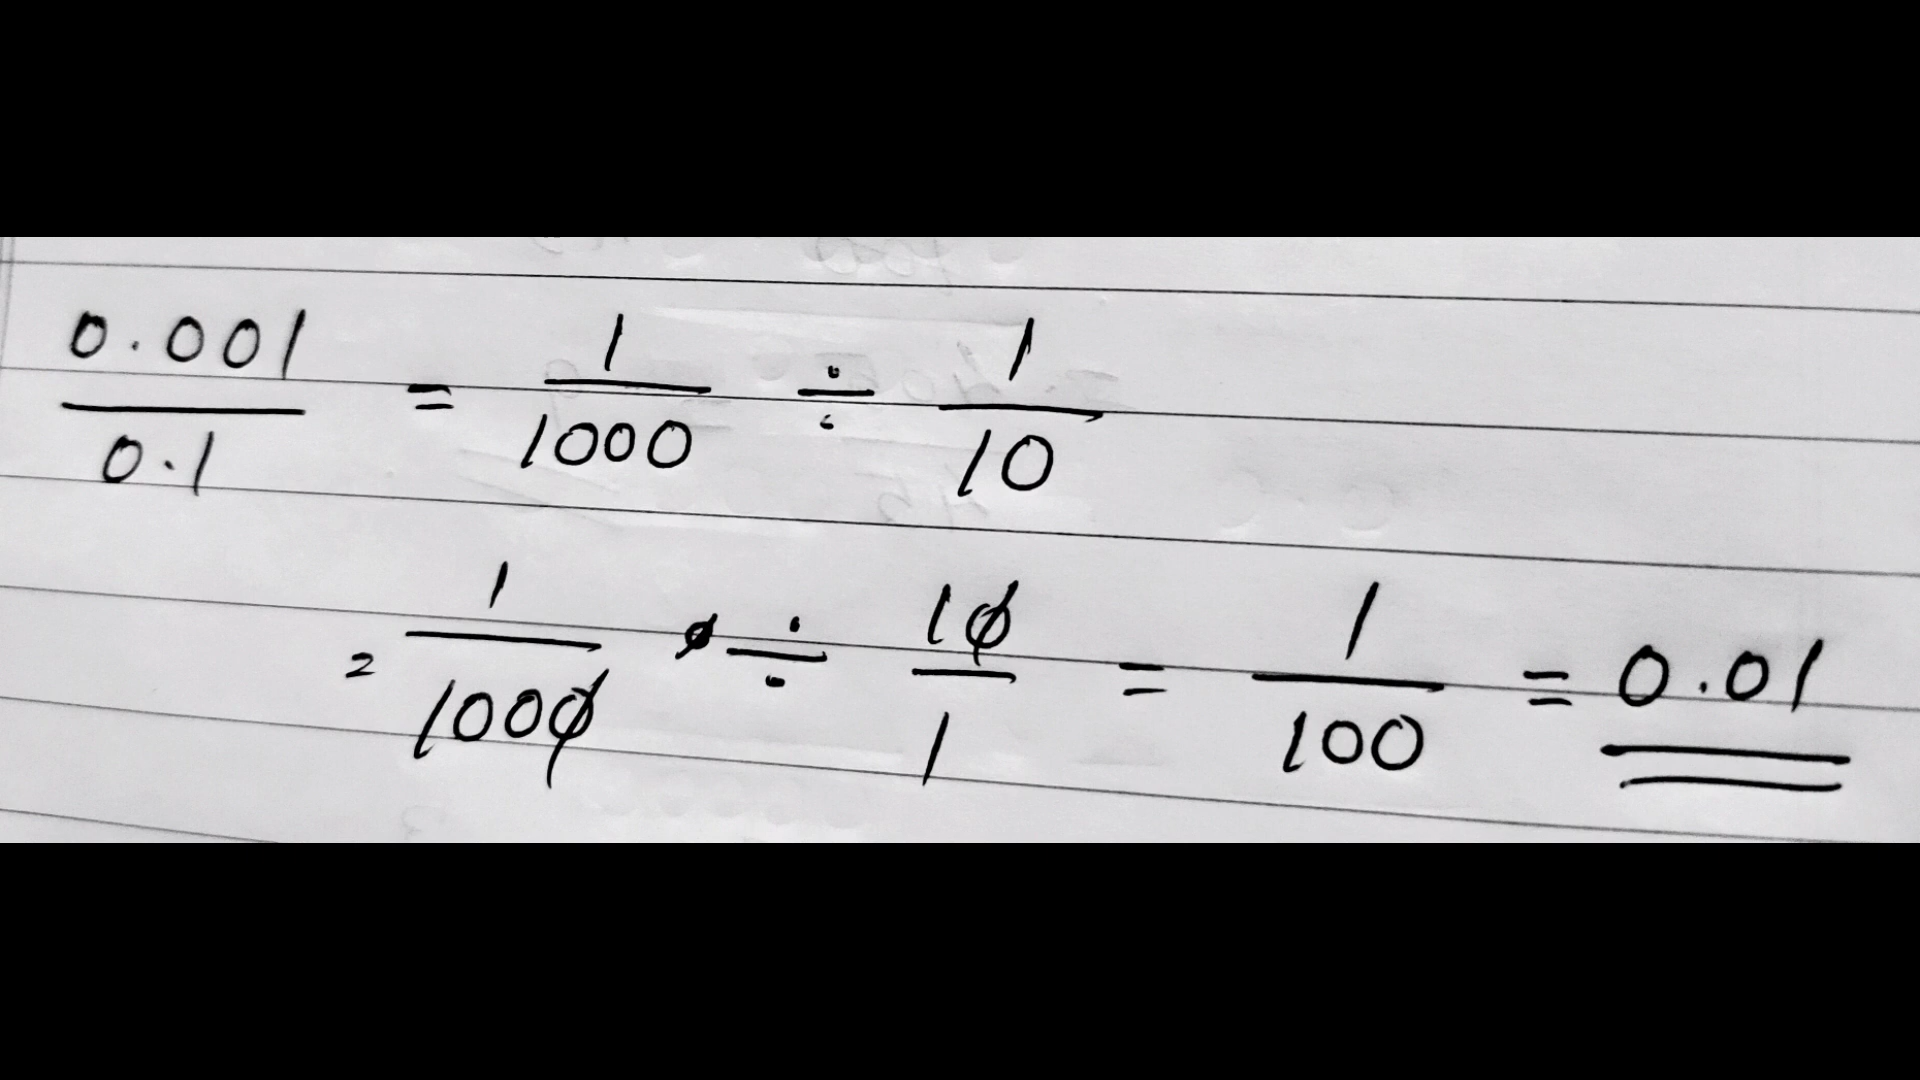 0.001/0.1 = 1/1000 ÷ 1/10
= 1/1000 ÷ 10/1 = 1/100 = 0.01